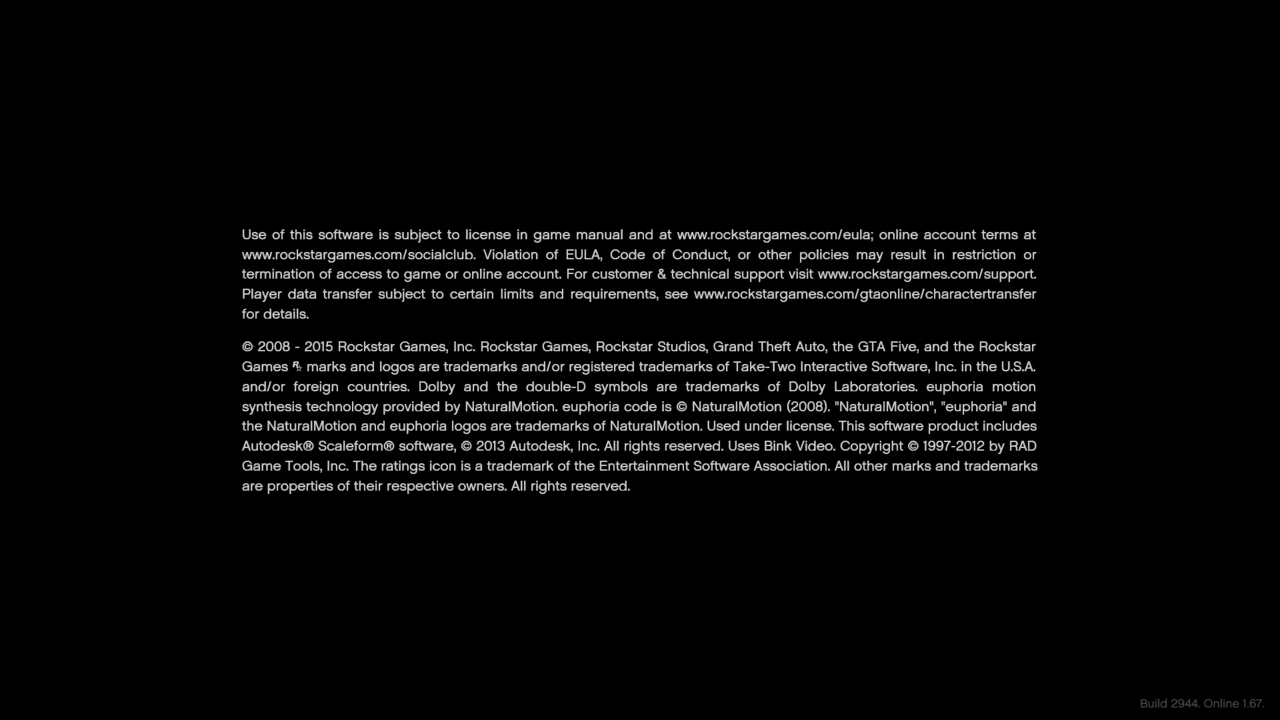 Use of this software is subject to license in game manual and at www.rockstargames.com/eula; online account terms at
www.rockstargames.com/socialclub. Violation of EULA, Code of Conduct, or other policies may result in restriction or
termination of access to game or online account. For customer & technical support visit www.rockstargames.com/support.
Player data transfer subject to certain limits and requirements, see www.rockstargames.com/gtaonline/charactertransfer
for details.
© 2008 - 2015 Rockstar Games, Inc. Rockstar Games, Rockstar Studios, Grand Theft Auto, the GTA Five, and the Rockstar
Games R* marks and logos are trademarks and/or registered trademarks of Take-Two Interactive Software, Inc. in the U.S.A.
and/or foreign countries. Dolby and the double-D symbols are trademarks of Dolby Laboratories. euphoria motion
synthesis technology provided by NaturalMotion. euphoria code is © NaturalMotion (2008). "NaturalMotion", "euphoria" and
the NaturalMotion and euphoria logos are trademarks of NaturalMotion. Used under license. This software product includes
Autodesk® Scaleform® software, © 2013 Autodesk, Inc. All rights reserved. Uses Bink Video. Copyright © 1997-2012 by RAD
Game Tools, Inc. The ratings icon is a trademark of the Entertainment Software Association. All other marks and trademarks
are properties of their respective owners. All rights reserved.
Build 2944. Online 1.67.